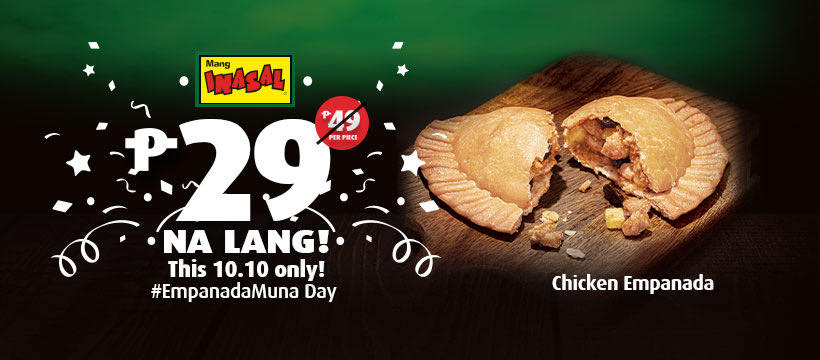 Mang
INASAL
₱29
₱49
PER PIECE
NA LANG!
This 10.10 only!
#EmpanadaMuna Day
Chicken Empanada